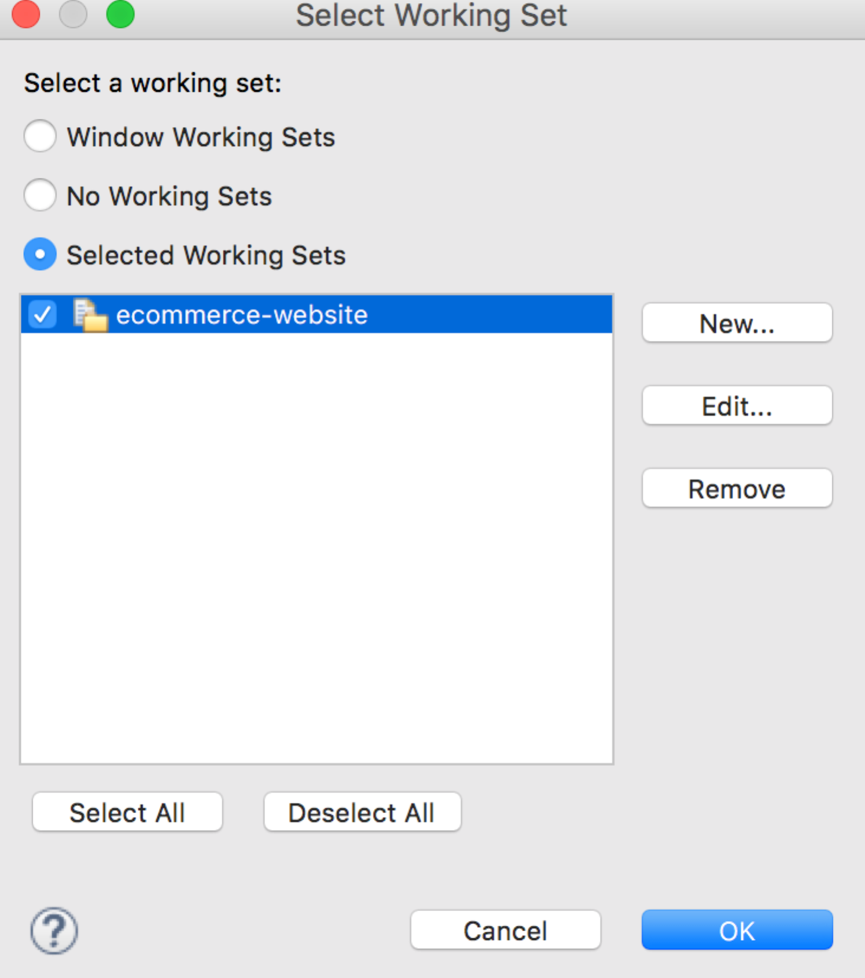 Select Working Set
Select a working set:
Window Working Sets
No Working Sets
Selected Working Sets
ecommerce-website
New...
Edit...
Remove
Select All
Deselect All
?
Cancel
OK